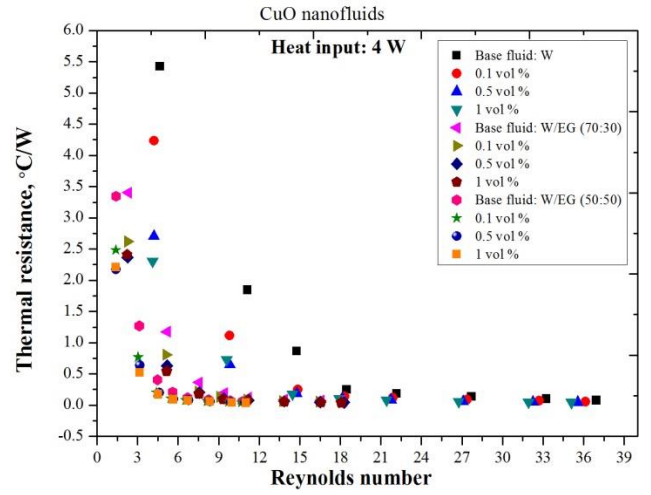 CuO nanofluids
Heat input: 4 W
Thermal resistance, °C/W
6.0
5.5
5.0
4.5
4.0
3.5
3.0
2.5
2.0
1.5
1.0
0.5
0.0
-0.5
Base fluid: W
0.1 vol %
0.5 vol %
1 vol %
Base fluid: W/EG (70:30)
0.1 vol %
0.5 vol %
1 vol %
Base fluid: W/EG (50:50)
0.1 vol %
0.5 vol %
1 vol %
0 3 6 9 12 15 18 21 24 27 30 33 36 39
Reynolds number